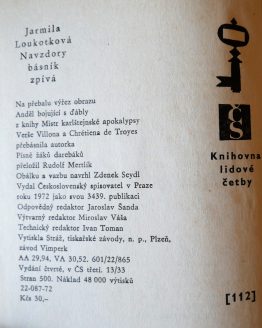 Jarmila
Loukotková
Navzdory
básník
zpívá
Na přebalu výřez obrazu
Anděl bojující s ďábly
z knihy Mistr karlštejnské apokalypsy
Verše Villona a Chrétiena de Troyes
přebásnila autorka
Písně žáků darebáků
přeložil Rudolf Mertlík
Obálku a vazbu navrhl Zdenek Seydl
Vydal Československý spisovatel v Praze
roku 1972 jako svou 3439. publikaci
Odpovědný redaktor Jaroslav Šanda
Výtvarný redaktor Miroslav Váša
Technický redaktor Ivan Toman
Vytiskla Stráž, tiskařské závody, n. p., Plzeň,
závod Vimperk
AA 29,94. VA 30,52. 601/22/865
Vydání čtvrté, v ČS třetí. 13/33
Stran 500. Náklad 48 000 výtisků
22-087-72
Kčs 30,-
čs
Knihovna
lidové
četby
[112]